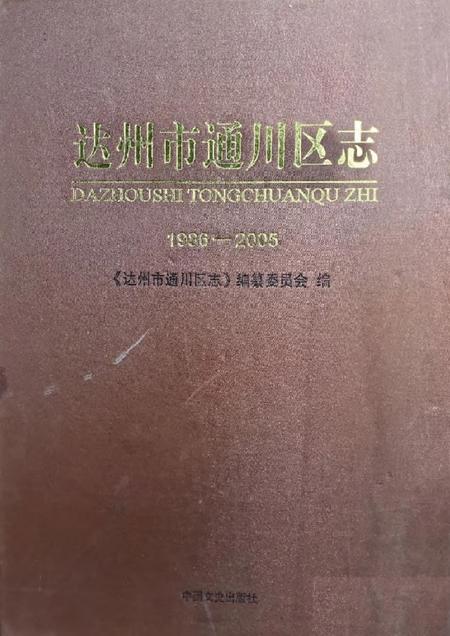 达州市通川区志
DAZHOUSHI TONGCHUANQU ZHI
1986—2005
《达州市通川区志》编纂委员会 编
中国文史出版社